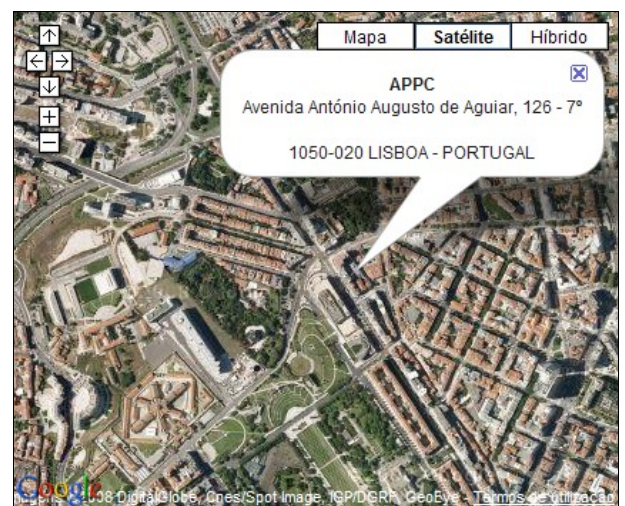 Mapa Satélite Híbrido
APPC
Avenida António Augusto de Aguiar, 126 - 7º
1050-020 LISBOA - PORTUGAL
Google
DigitalGlobe, Cnes/Spot Image, IGP/DGRF, GeoEye - Termos de utilização